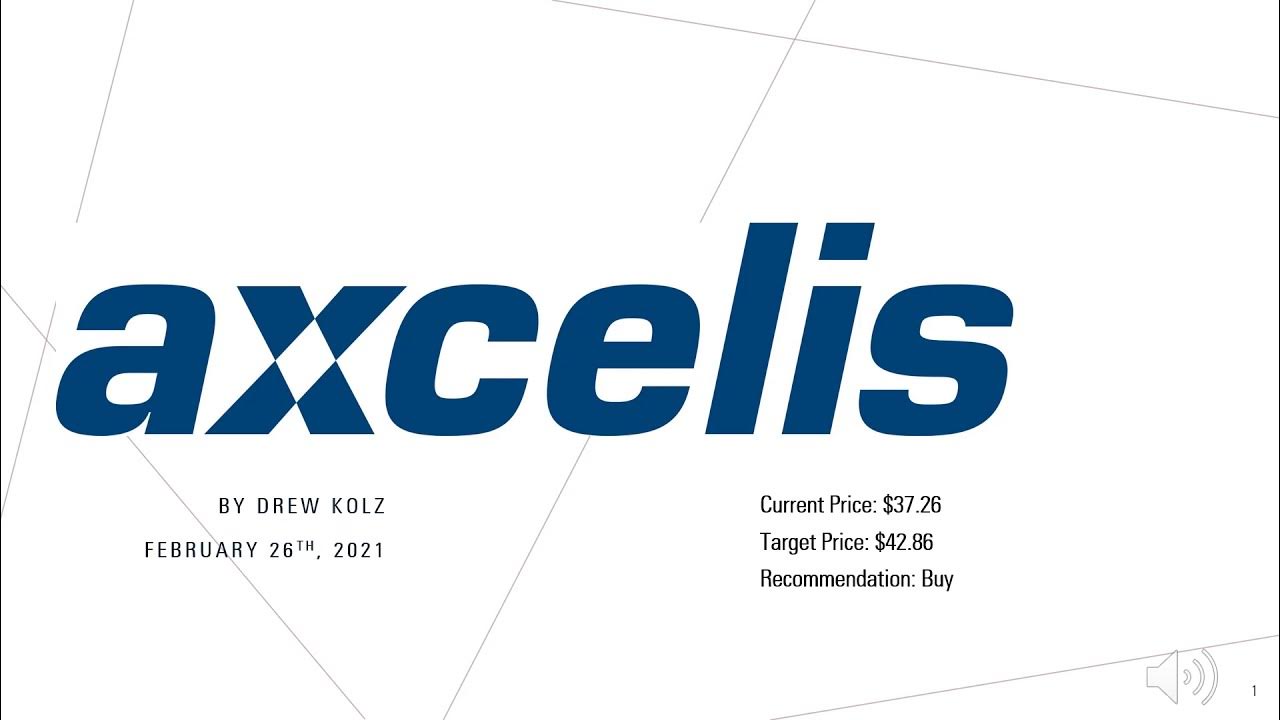 axcelis
BY DREW KOLZ
FEBRUARY 26TH, 2021
Current Price: $37.26
Target Price: $42.86
Recommendation: Buy
1